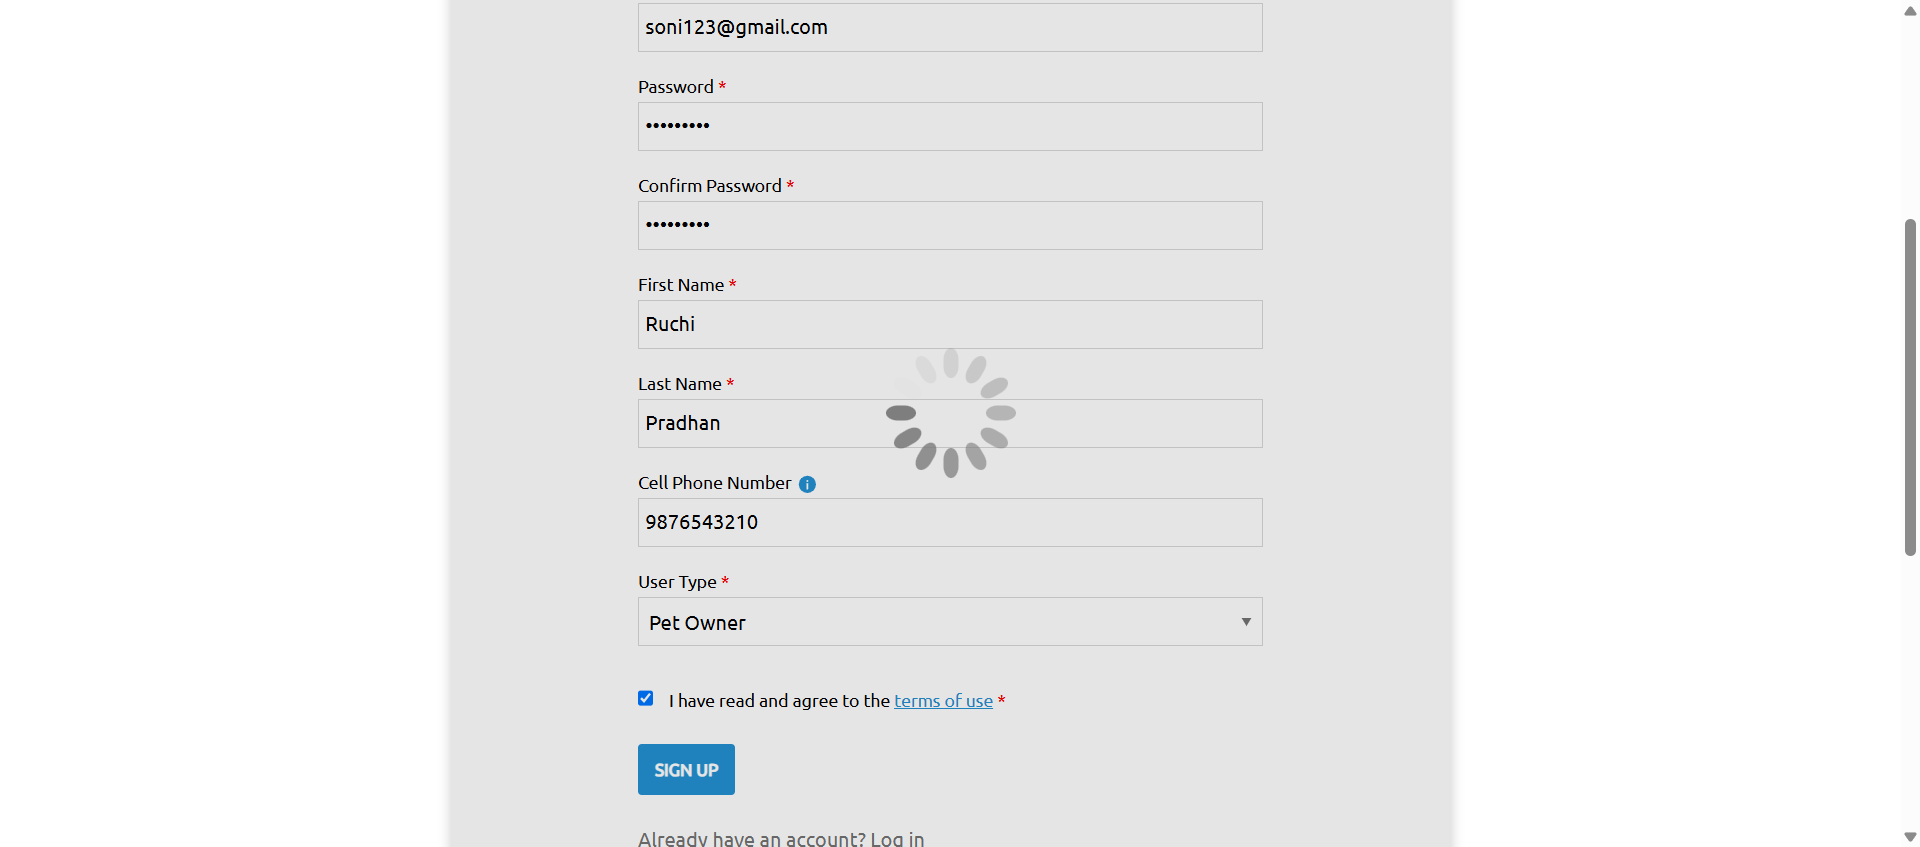 soni123@gmail.com
Password *
•••••••••
Confirm Password *
•••••••••
First Name *
Ruchi
Last Name *
Pradhan
Cell Phone Number i
9876543210
User Type *
Pet Owner
I have read and agree to the terms of use *
SIGN UP
Already have an account? Log in